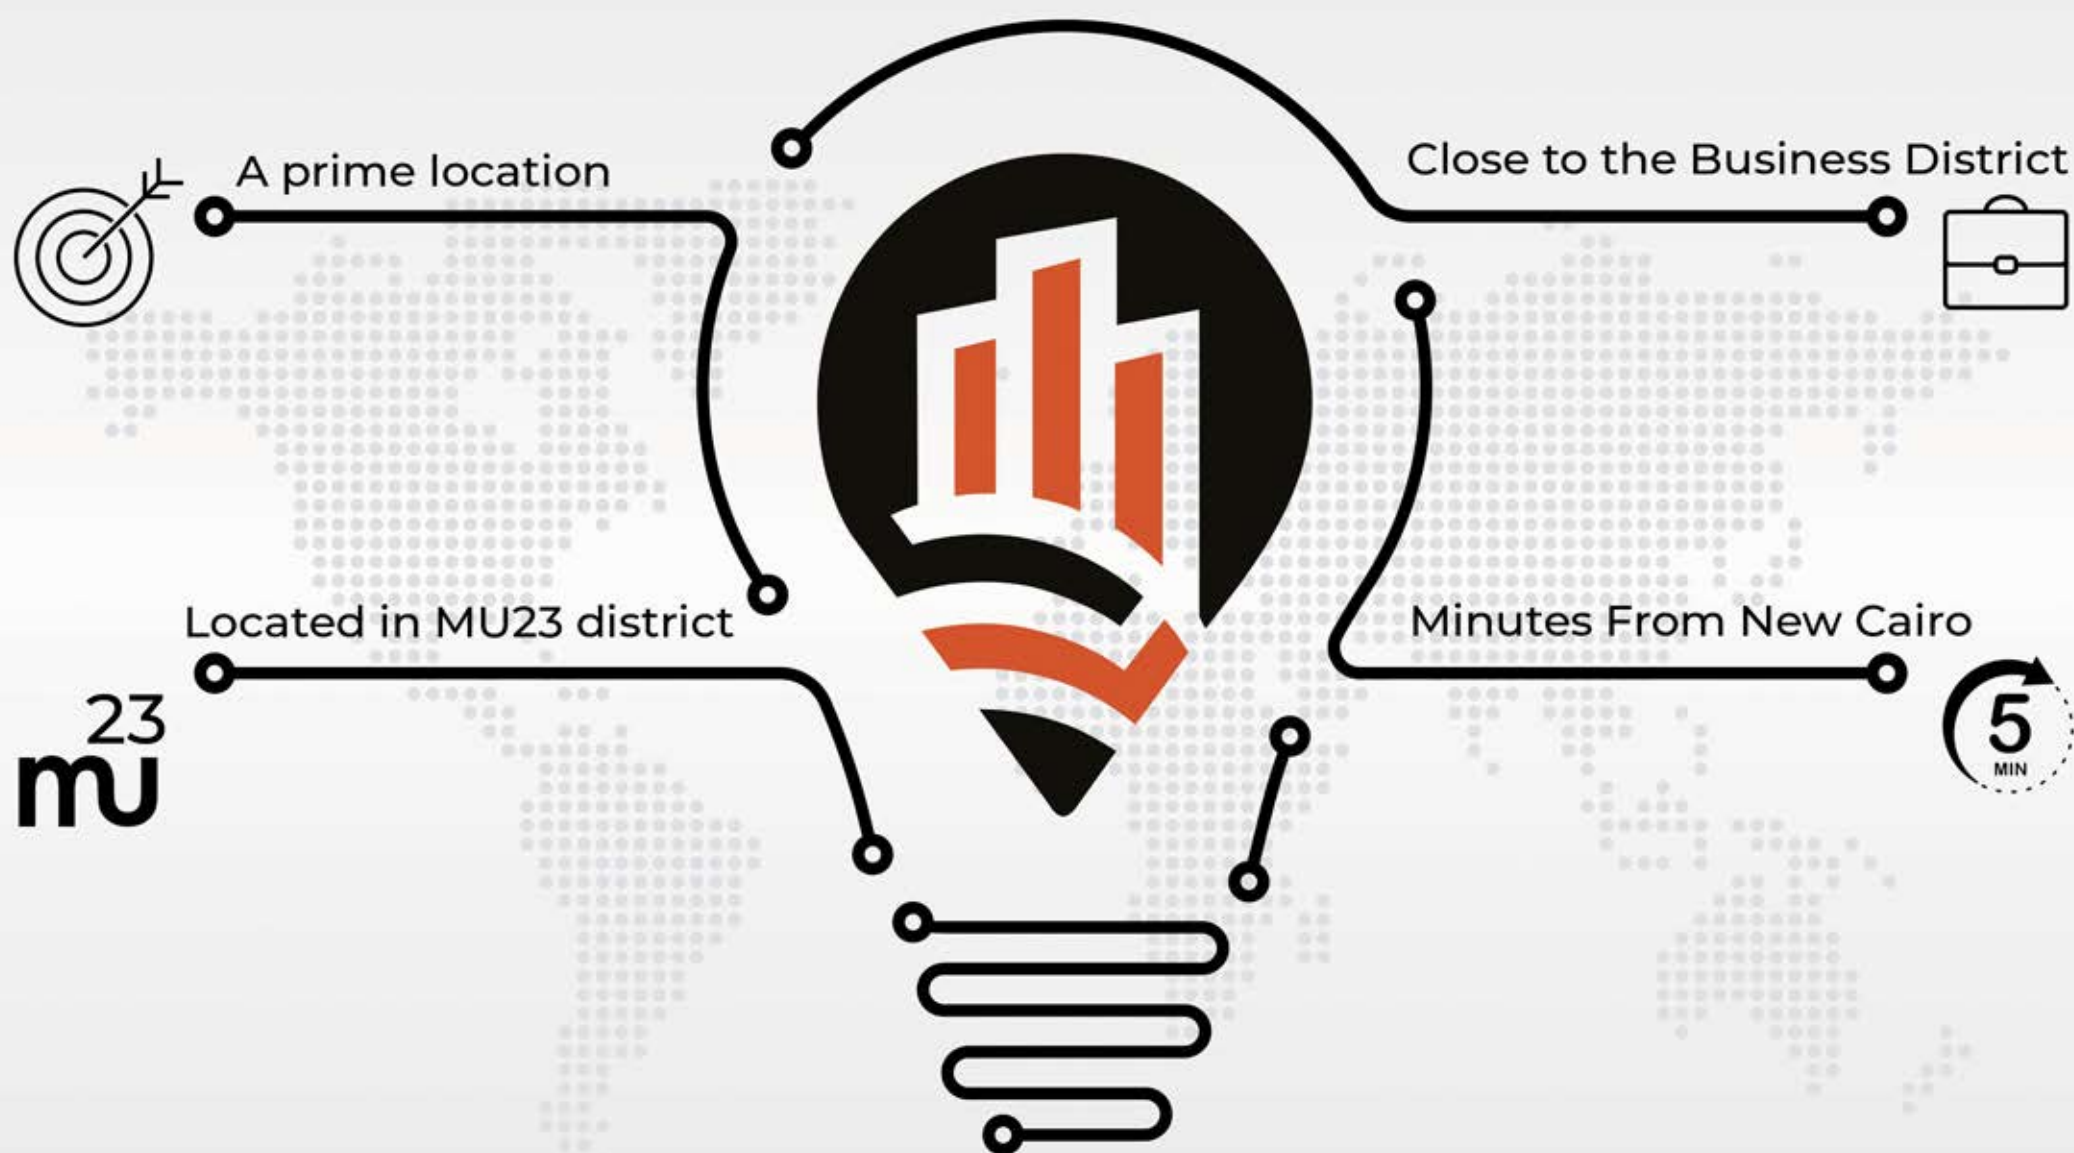 A prime location
Close to the Business District
Located in MU23 district
23
mu
Minutes From New Cairo
5
MIN